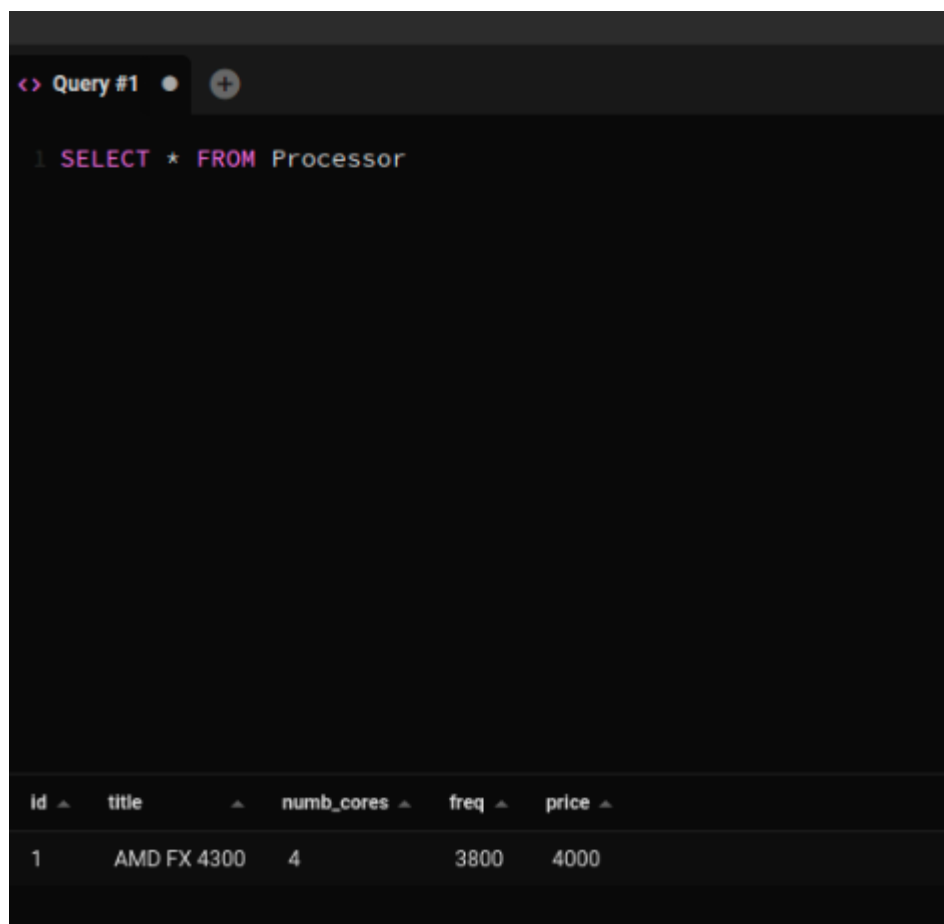 <> Query #1
1 SELECT * FROM Processor
id title numb_cores freq price
1 AMD FX 4300 4 3800 4000